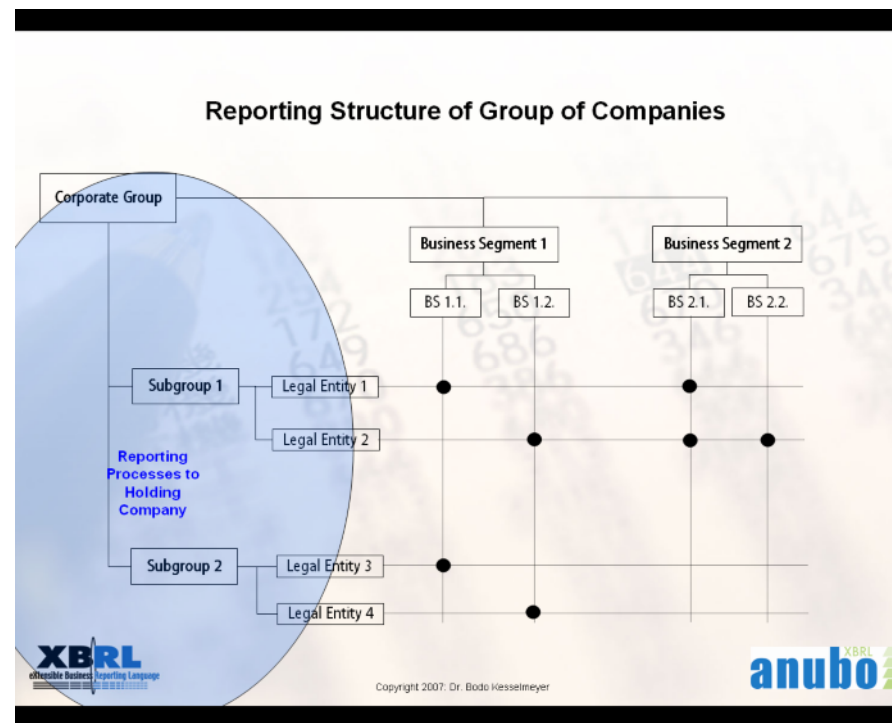 Reporting Structure of Group of Companies
Corporate Group
Business Segment 1
Business Segment 2
BS 1.1.
BS 1.2.
BS 2.1.
BS 2.2.
Subgroup 1
Legal Entity 1
Legal Entity 2
Reporting
Processes to
Holding
Company
Subgroup 2
Legal Entity 3
Legal Entity 4
XBRL
eXtensible Business Reporting Language
Copyright 2007: Dr. Bodo Kesselmeyer
XBRL
anubo